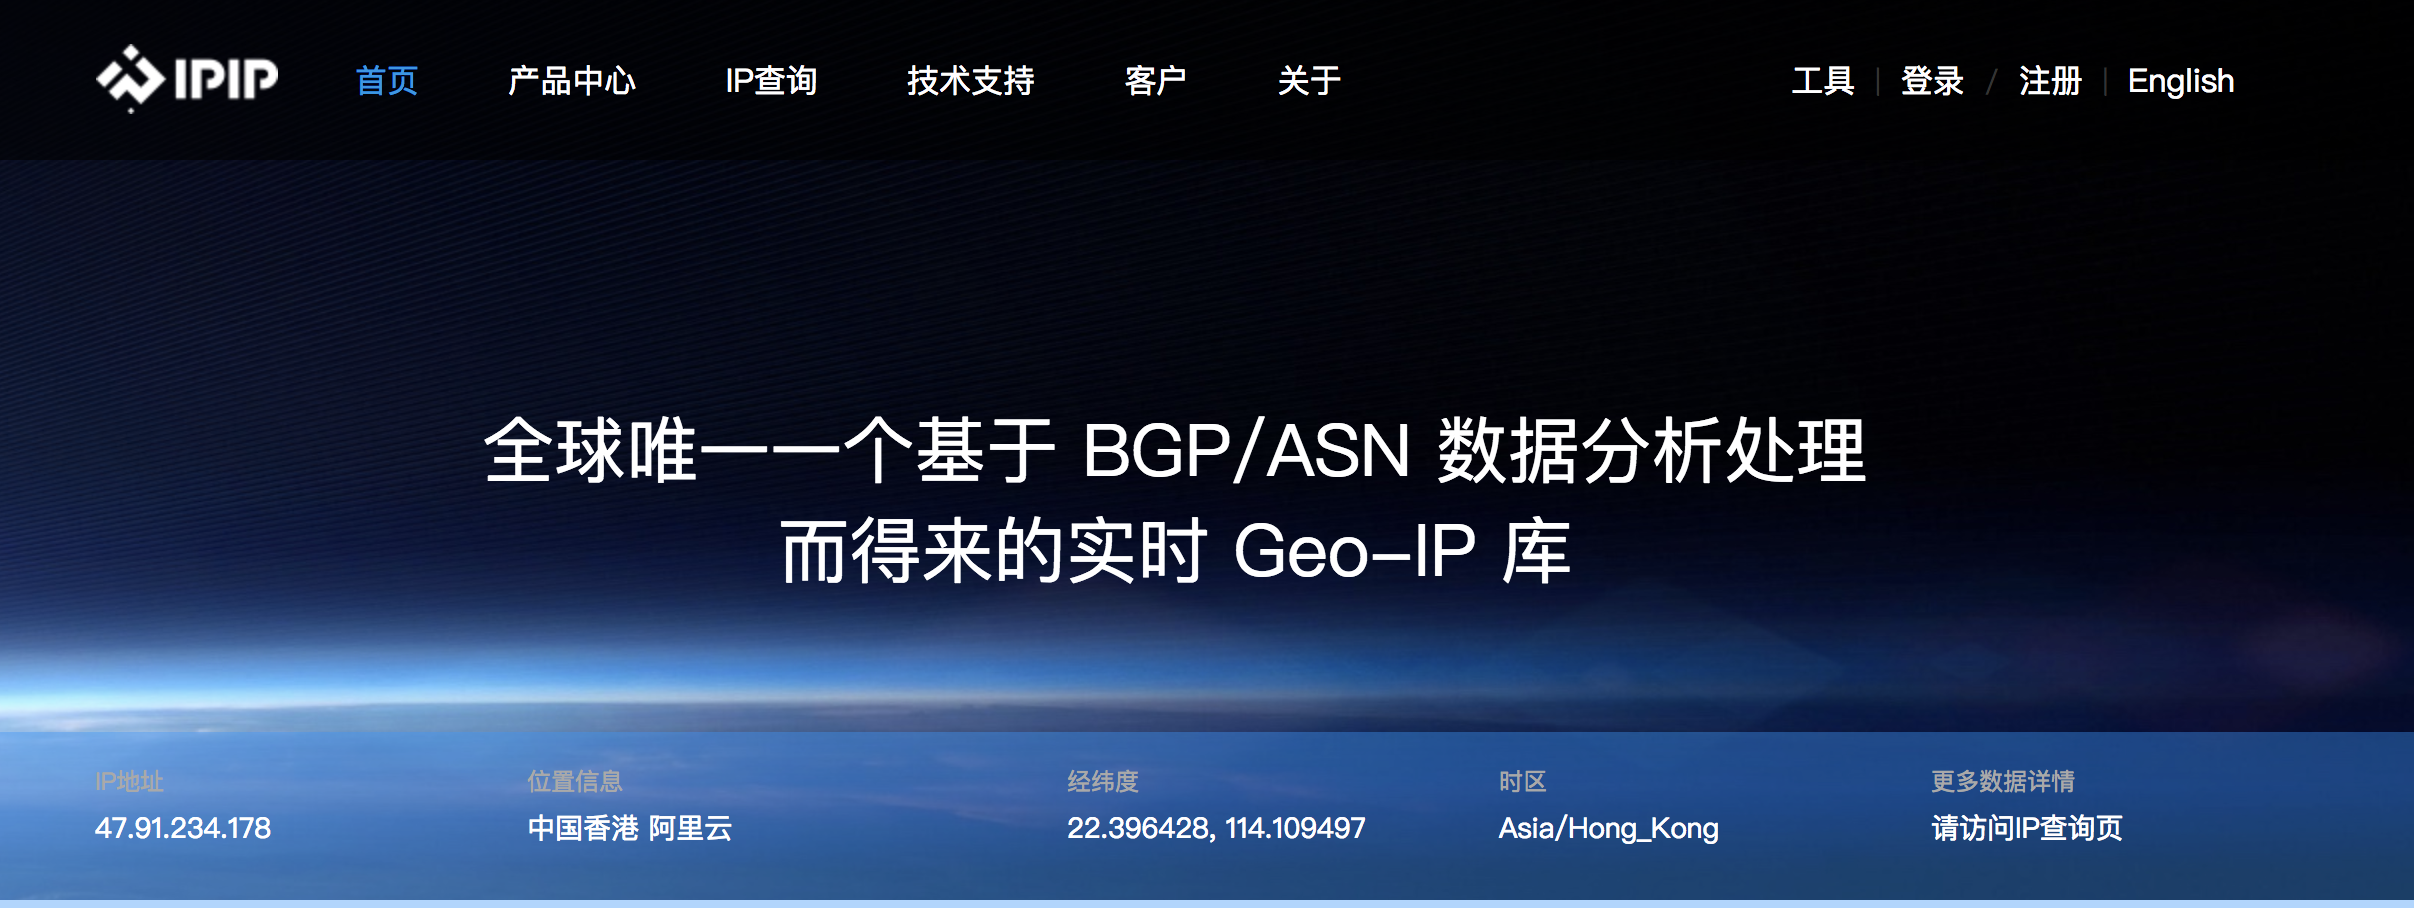 IPIP 首页 产品中心 IP查询 技术支持 客户 关于 工具 | 登录 / 注册 | English
全球唯一一个基于 BGP/ASN 数据分析处理
而得来的实时 Geo-IP 库
IP地址 位置信息 经纬度 时区 更多数据详情
47.91.234.178 中国香港 阿里云 22.396428, 114.109497 Asia/Hong_Kong 请访问IP查询页